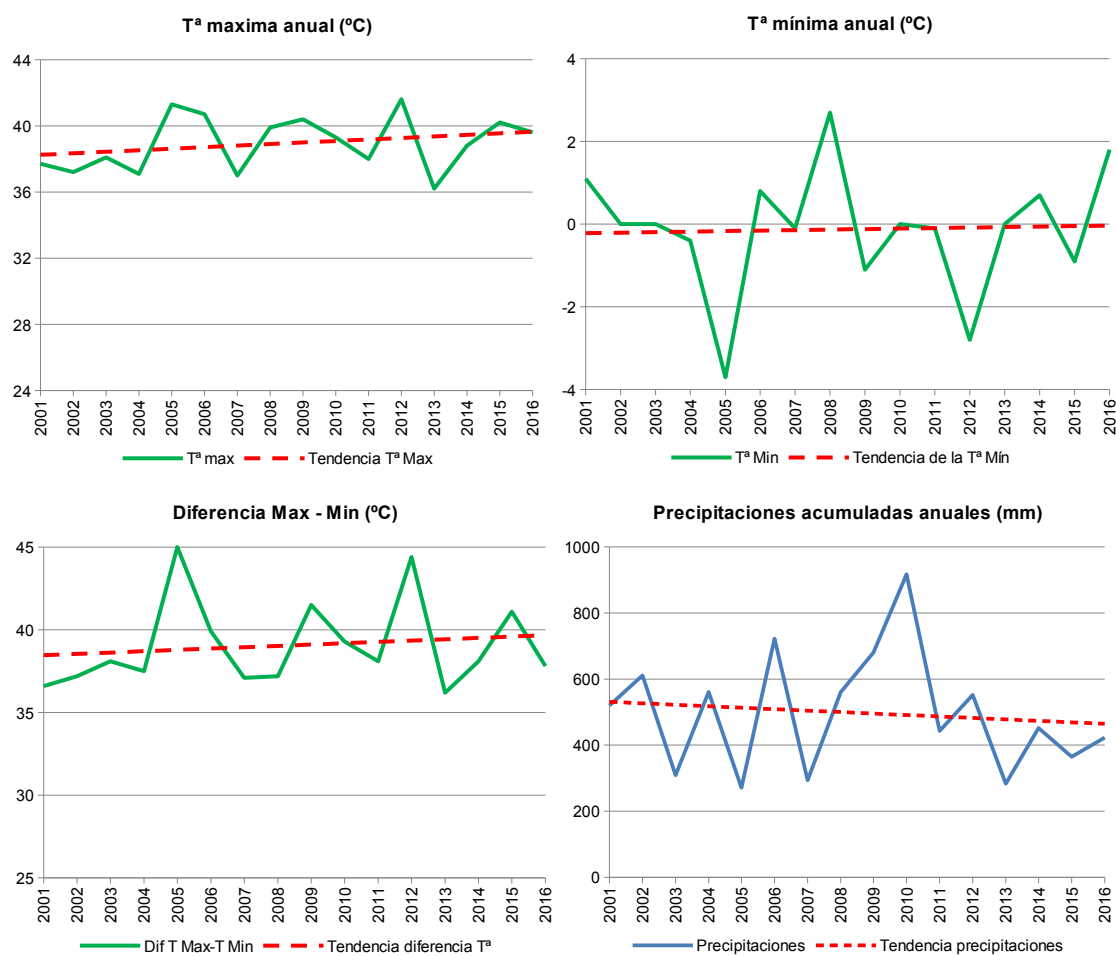 Tª maxima anual (ºC)
44
40
36
32
28
24
2001 2002 2003 2004 2005 2006 2007 2008 2009 2010 2011 2012 2013 2014 2015 2016
Tª max Tendencia Tª Max
Tª mínima anual (ºC)
4
2
0
-2
-4
2001 2002 2003 2004 2005 2006 2007 2008 2009 2010 2011 2012 2013 2014 2015 2016
Tª Min Tendencia de la Tª Mín
Diferencia Max - Min (ºC)
45
40
35
30
25
2001 2002 2003 2004 2005 2006 2007 2008 2009 2010 2011 2012 2013 2014 2015 2016
Dif T Max-T Min Tendencia diferencia Tª
Precipitaciones acumuladas anuales (mm)
1000
800
600
400
200
0
2001 2002 2003 2004 2005 2006 2007 2008 2009 2010 2011 2012 2013 2014 2015 2016
Precipitaciones Tendencia precipitaciones